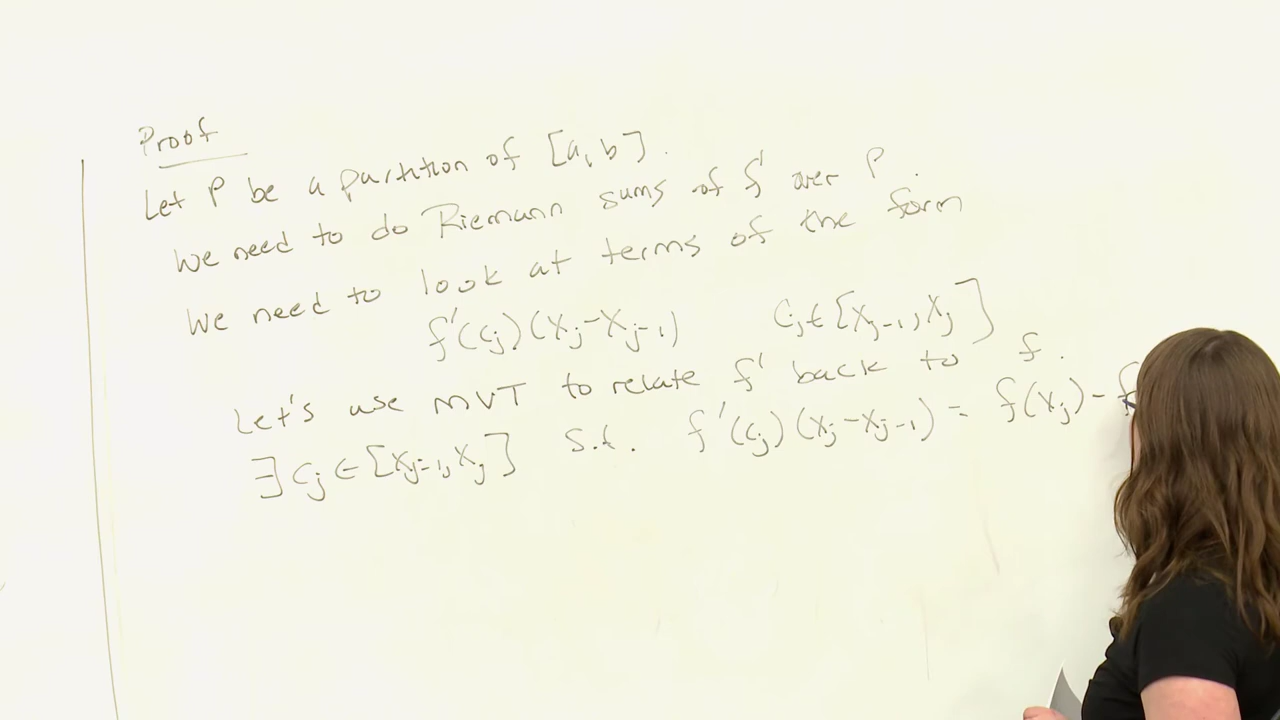 Proof
Let P be a partition of [a, b].
We need to do Riemann sums of f' over P.
We need to look at terms of the form
f'(cj)(xj-xj-1) cj∈[xj-1, xj]
Let's use MVT to relate f' back to f.
∃ cj ∈ [xj-1, xj] s.t. f'(cj)(xj-xj-1) = f(xj) - f